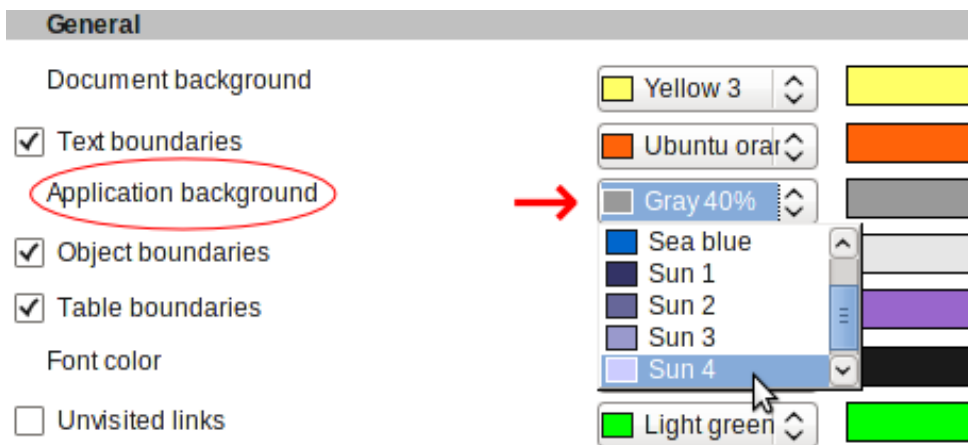 General
Document background Yellow 3
Text boundaries Ubuntu orar
Application background Gray 40%
Sea blue
Object boundaries
Sun 1
Sun 2
Table boundaries
Sun 3
Font color
Sun 4
Unvisited links Light green